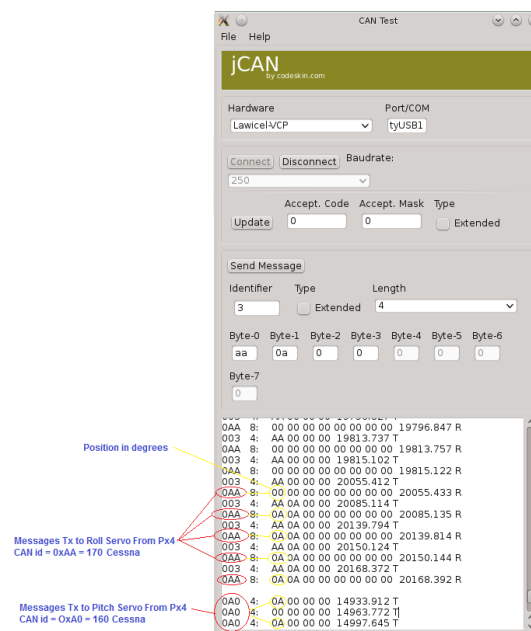 CAN Test
File Help
jCAN
by codeskin.com
Hardware Port/COM
Lawicel-VCP tyUSB1
Connect Disconnect Baudrate:
250
Accept. Code Accept. Mask Type
Update 0 0 Extended
Send Message
Identifier Type Length
3 Extended 4
Byte-0 Byte-1 Byte-2 Byte-3 Byte-4 Byte-5 Byte-6
aa 0a 0 0 0 0 0
Byte-7
0
0AA 8: 00 00 00 00 00 00 00 00 19796.847 R
003 4: AA 00 00 00 19813.737 T
0AA 8: 00 00 00 00 00 00 00 00 19813.757 R
003 4: AA 00 00 00 19815.102 T
0AA 8: 00 00 00 00 00 00 00 00 19815.122 R
003 4: AA 00 00 00 20055.412 T
Position in degrees
0AA 8: 00 00 00 00 00 00 00 00 20055.433 R
003 4: AA 0A 00 00 20085.114 T
0AA 8: 0A 0A 00 00 00 00 00 00 20085.135 R
003 4: AA 0A 00 00 20139.794 T
0AA 8: 0A 0A 00 00 00 00 00 00 20139.814 R
003 4: AA 0A 00 00 20150.124 T
Messages Tx to Roll Servo From Px4
CAN id = 0xAA = 170 Cessna
0AA 8: 0A 0A 00 00 00 00 00 00 20150.144 R
003 4: AA 0A 00 00 20168.372 T
0AA 8: 0A 0A 00 00 00 00 00 00 20168.392 R
Messages Tx to Pitch Servo From Px4
CAN id = OxA0 = 160 Cessna
0A0 4: 0A 00 00 00 14933.912 T
0A0 4: 00 00 00 00 14963.772 T
0A0 4: 0A 00 00 00 14997.645 T